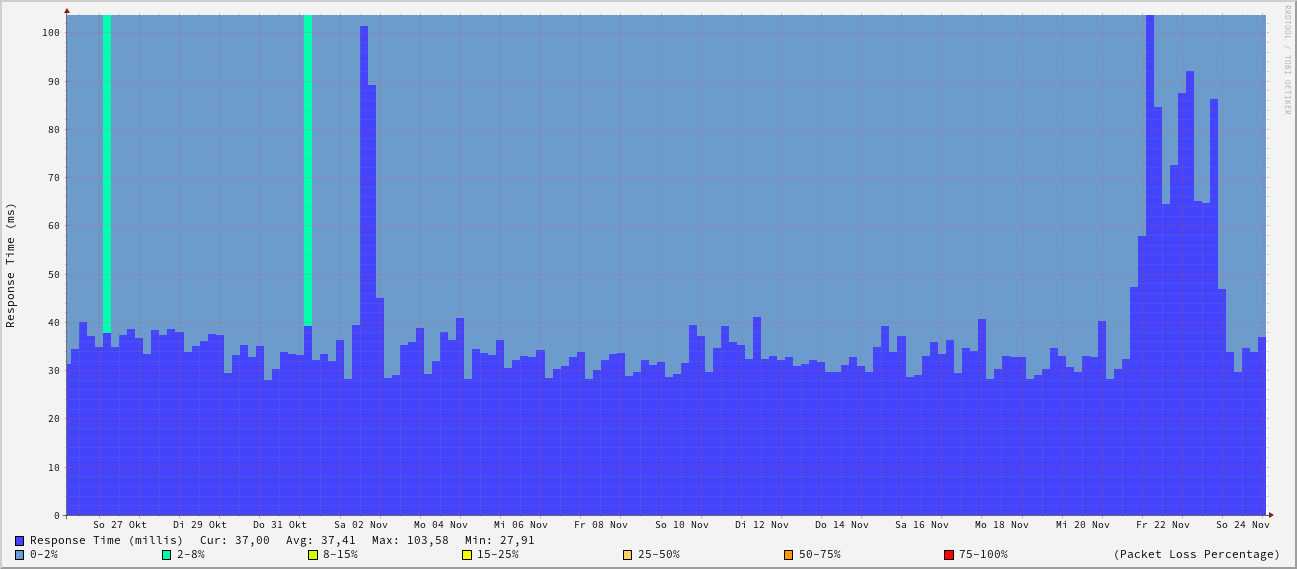 RRDTOOL / TOBI OETIKER
Response Time (ms)
100
90
80
70
60
50
40
30
20
10
0
So 27 Okt Di 29 Okt Do 31 Okt Sa 02 Nov Mo 04 Nov Mi 06 Nov Fr 08 Nov So 10 Nov Di 12 Nov Do 14 Nov Sa 16 Nov Mo 18 Nov Mi 20 Nov Fr 22 Nov So 24 Nov
Response Time (millis) Cur: 37,00 Avg: 37,41 Max: 103,58 Min: 27,91
0-2% 2-8% 8-15% 15-25% 25-50% 50-75% 75-100% (Packet Loss Percentage)